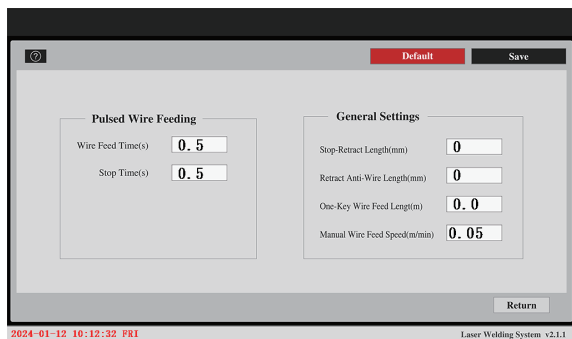 ?
Default
Save
Pulsed Wire Feeding
Wire Feed Time(s) 0.5
Stop Time(s) 0.5
General Settings
Stop-Retract Length(mm) 0
Retract Anti-Wire Length(mm) 0
One-Key Wire Feed Lengt(m) 0.0
Manual Wire Feed Speed(m/min) 0.05
Return
2024-01-12 10:12:32 FRI
Laser Welding System v2.1.1